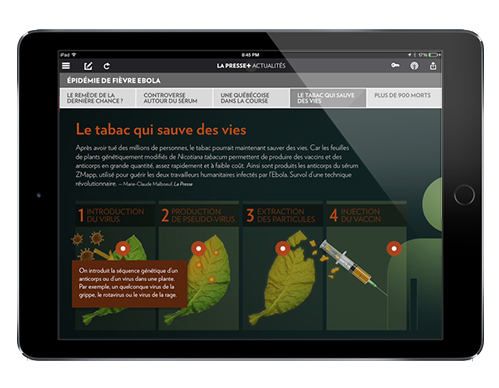 iPad
8:45 PM
17%
LA PRESSE+ ACTUALITÉS
ÉPIDÉMIE DE FIÈVRE EBOLA
LE REMÈDE DE LA
DERNIÈRE CHANCE ?
CONTROVERSE
AUTOUR DU SÉRUM
UNE QUÉBÉCOISE
DANS LA COURSE
LE TABAC QUI SAUVE
DES VIES
PLUS DE 900 MORTS
Le tabac qui sauve des vies
Après avoir tué des millions de personnes, le tabac pourrait maintenant sauver des vies. Car les feuilles
de plants génétiquement modifiés de Nicotiana tabacum permettent de produire des vaccins et des
anticorps en grande quantité, assez rapidement et à faible coût. Ainsi sont produits les anticorps du sérum
ZMapp, utilisé pour guérir les deux travailleurs humanitaires infectés par l'Ebola. Survol d'une technique
révolutionnaire. – Marie-Claude Malboeuf, La Presse
1 INTRODUCTION
DU VIRUS
2 PRODUCTION
DE PSEUDO-VIRUS
3 EXTRACTION
DES PARTICULES
4 INJECTION
DU VACCIN
On introduit la séquence génétique d'un
anticorps ou d'un virus dans une plante.
Par exemple, un quelconque virus de la
grippe, le rotavirus ou le virus de la rage.